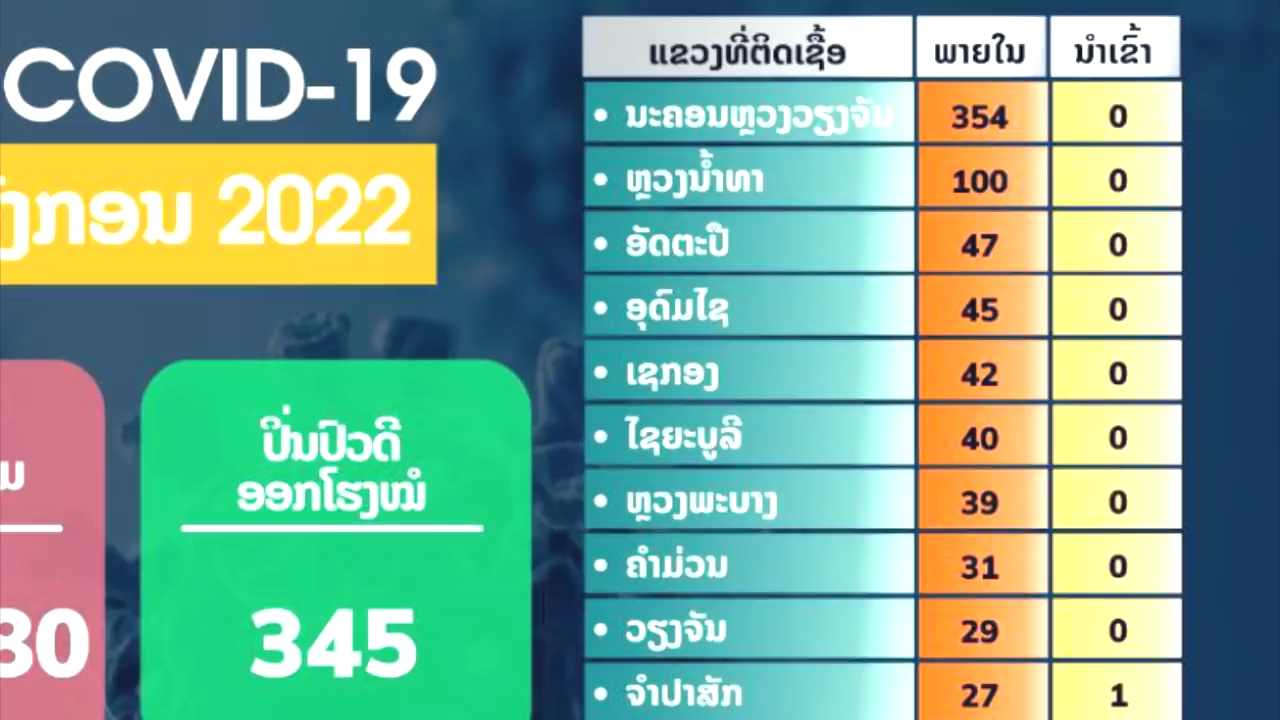 COVID-19
ງກອນ 2022
ນ
30
ປິ່ນປົວດີ
ອອກໂຮງໝໍ
345
ແຂວງທີ່ຕິດເຊື້ອ ພາຍໃນ ນໍາເຂົ້າ
• ນະຄອນຫຼວງວຽງຈັນ 354 0
• ຫຼວງນໍ້າທາ 100 0
• ອັດຕະປື 47 0
• ອຸດົມໄຊ 45 0
• ເຊກອງ 42 0
• ໄຊຍະບູລີ 40 0
• ຫຼວງພະບາງ 39 0
• ຄໍາມ່ວນ 31 0
• ວຽງຈັນ 29 0
• ຈໍາປາສັກ 27 1